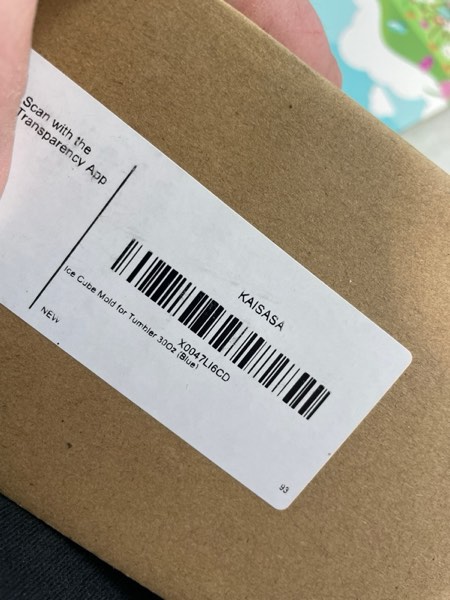 Scan with the
Transparency App
KAISASA
X0047LI6CD
Ice Cube Mold for Tumbler 30Oz (Blue)
NEW
93